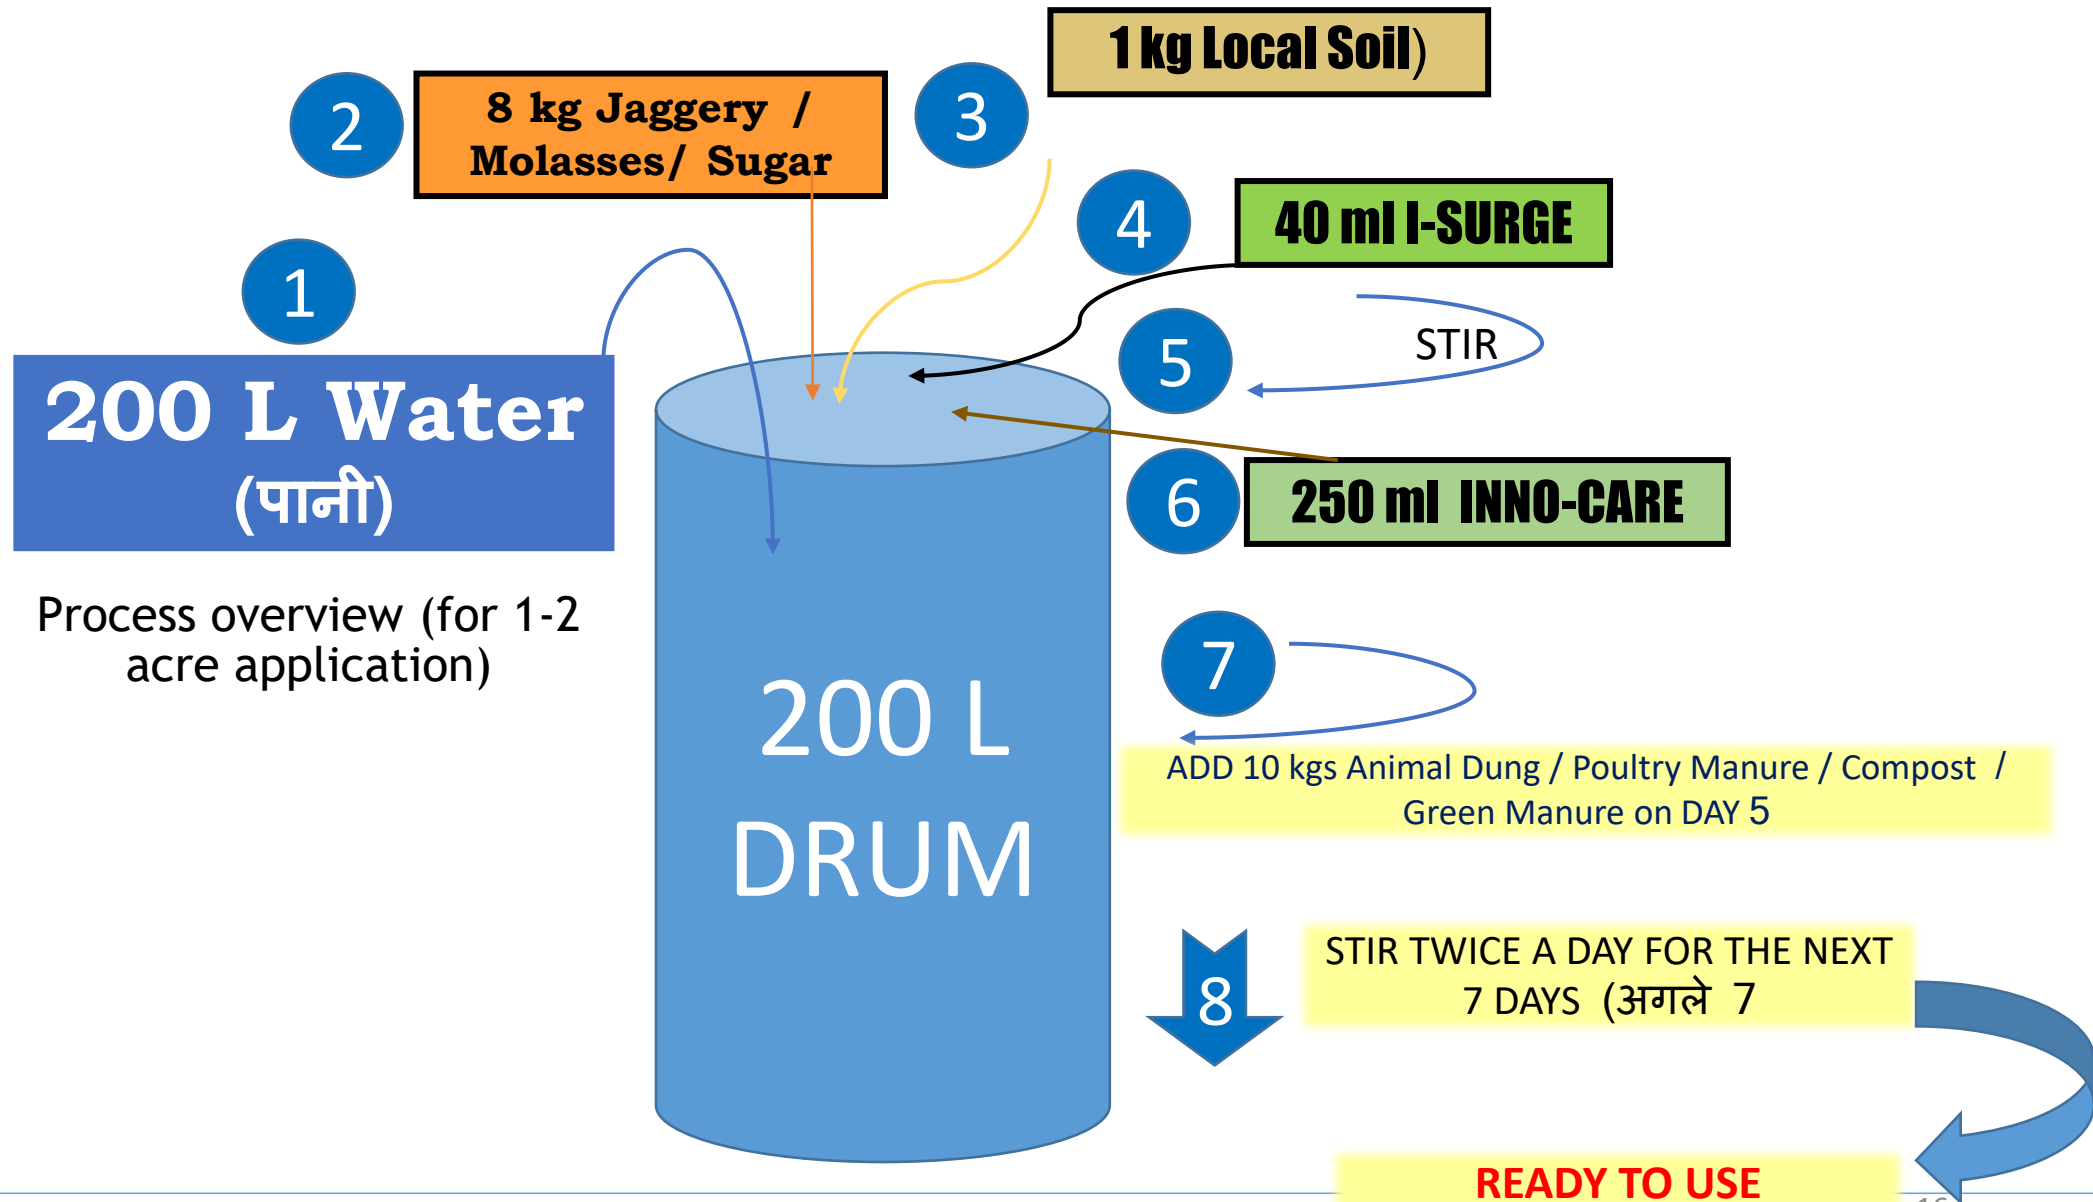 1
200 L Water
(पानी)
Process overview (for 1-2
acre application)
2
8 kg Jaggery /
Molasses/ Sugar
3
1 kg Local Soil)
4
40 ml I-SURGE
5
STIR
6
250 ml INNO-CARE
200 L
DRUM
7
ADD 10 kgs Animal Dung / Poultry Manure / Compost /
Green Manure on DAY 5
8
STIR TWICE A DAY FOR THE NEXT
7 DAYS (अगले 7
READY TO USE